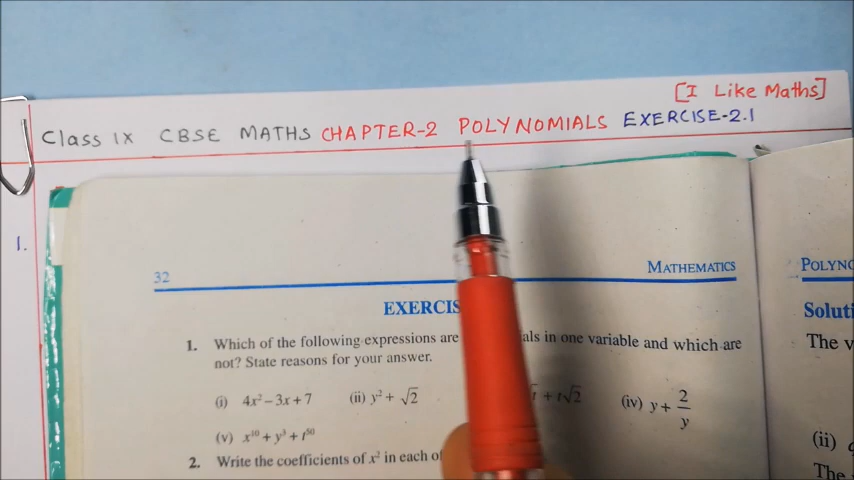 [I Like Maths]
Class IX CBSE MATHS CHAPTER-2 POLYNOMIALS EXERCISE-2.1
1.
32 MATHEMATICS
POLYNO
EXERCIS
Soluti
1. Which of the following expressions are ials in one variable and which are
The v
not? State reasons for your answer.
(i) 4x² – 3x + 7 (ii) y² + √2 + t√2 (iv) y + 2/y
(v) x¹⁰ + y³ + t⁵⁰
(ii)
2. Write the coefficients of x² in each of
The